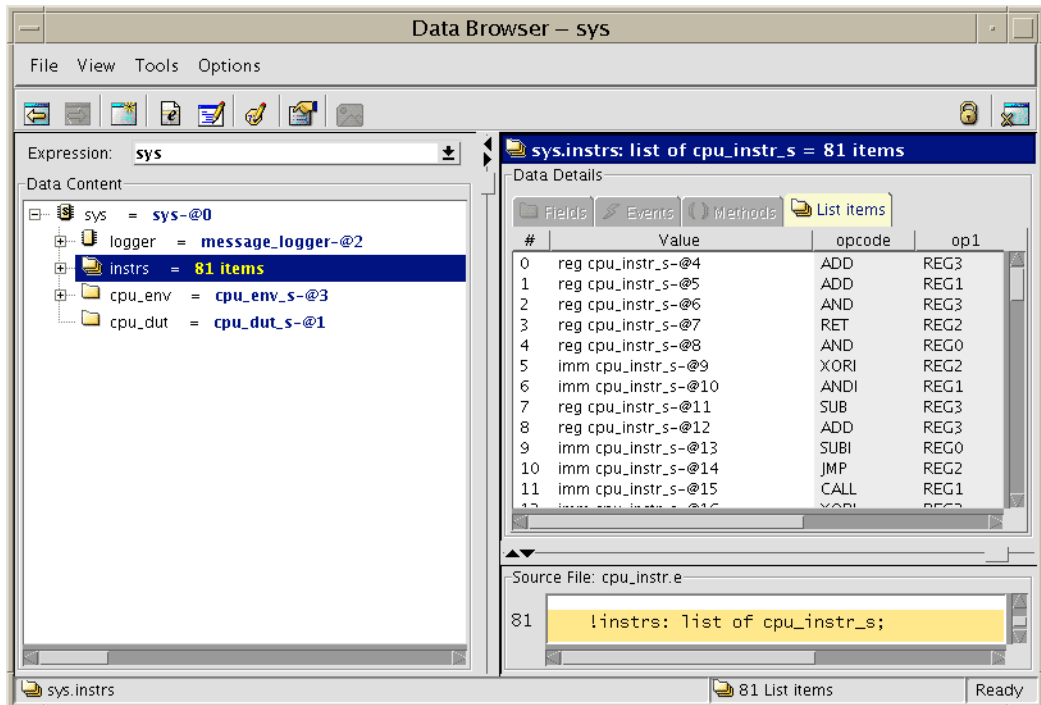 Data Browser – sys
File View Tools Options
Expression: sys
Data Content
sys = sys-@0
logger = message_logger-@2
instrs = 81 items
cpu_env = cpu_env_s-@3
cpu_dut = cpu_dut_s-@1
sys.instrs: list of cpu_instr_s = 81 items
Data Details
Fields Events Methods List items
# Value opcode op1
0 reg cpu_instr_s-@4 ADD REG3
1 reg cpu_instr_s-@5 ADD REG1
2 reg cpu_instr_s-@6 AND REG3
3 reg cpu_instr_s-@7 RET REG2
4 reg cpu_instr_s-@8 AND REG0
5 imm cpu_instr_s-@9 XORI REG2
6 imm cpu_instr_s-@10 ANDI REG1
7 reg cpu_instr_s-@11 SUB REG3
8 reg cpu_instr_s-@12 ADD REG3
9 imm cpu_instr_s-@13 SUBI REG0
10 imm cpu_instr_s-@14 JMP REG2
11 imm cpu_instr_s-@15 CALL REG1
Source File: cpu_instr.e
81 !instrs: list of cpu_instr_s;
sys.instrs
81 List items
Ready